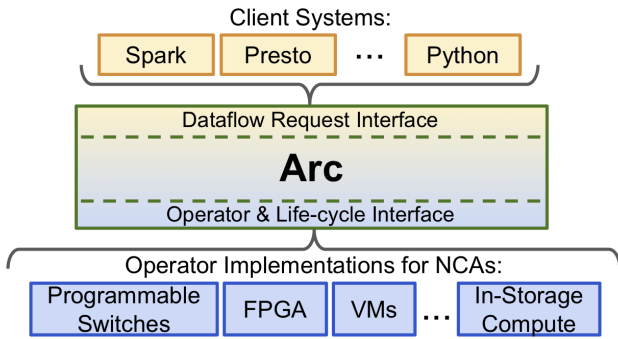 Client Systems:
Spark Presto ... Python
Dataflow Request Interface
Arc
Operator & Life-cycle Interface
Operator Implementations for NCAs:
Programmable Switches FPGA VMs ... In-Storage Compute